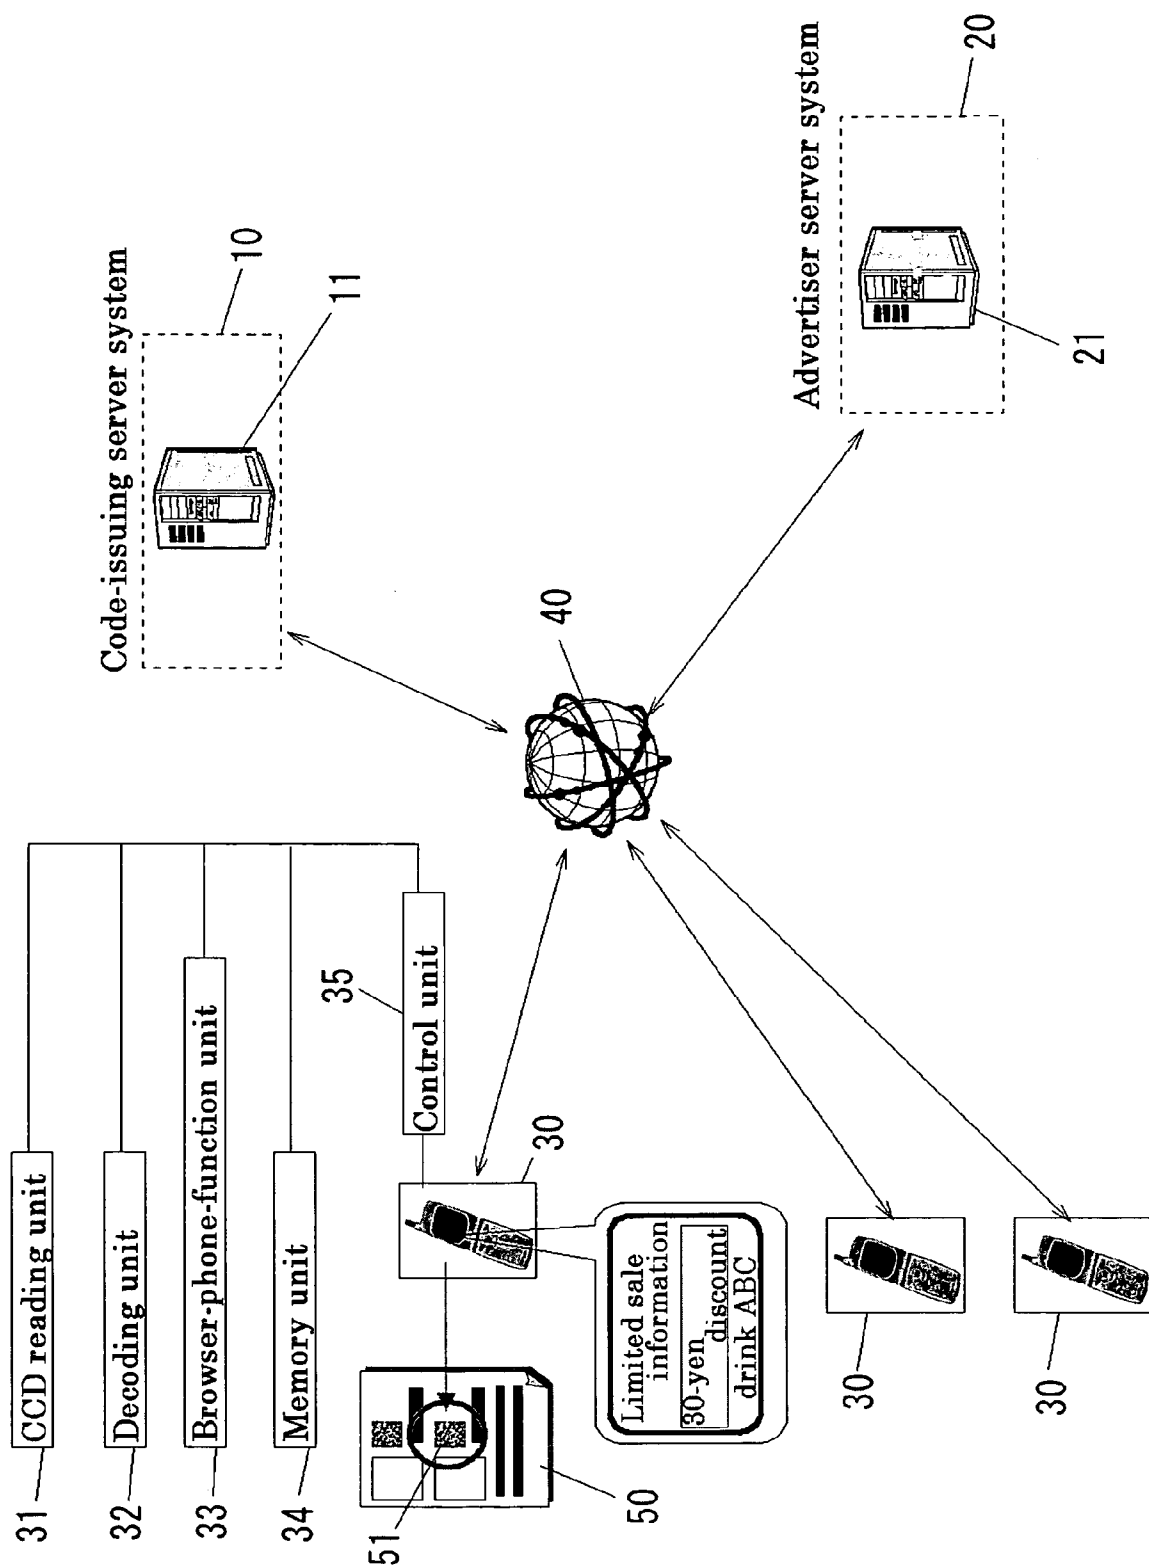 31
CCD reading unit
32
Decoding unit
33
Browser-phone-function unit
34
Memory unit
35
Control unit
51
50
30
Limited sale
information
30-yen
discount
drink ABC
30
30
40
Code-issuing server system
10
11
Advertiser server system
20
21